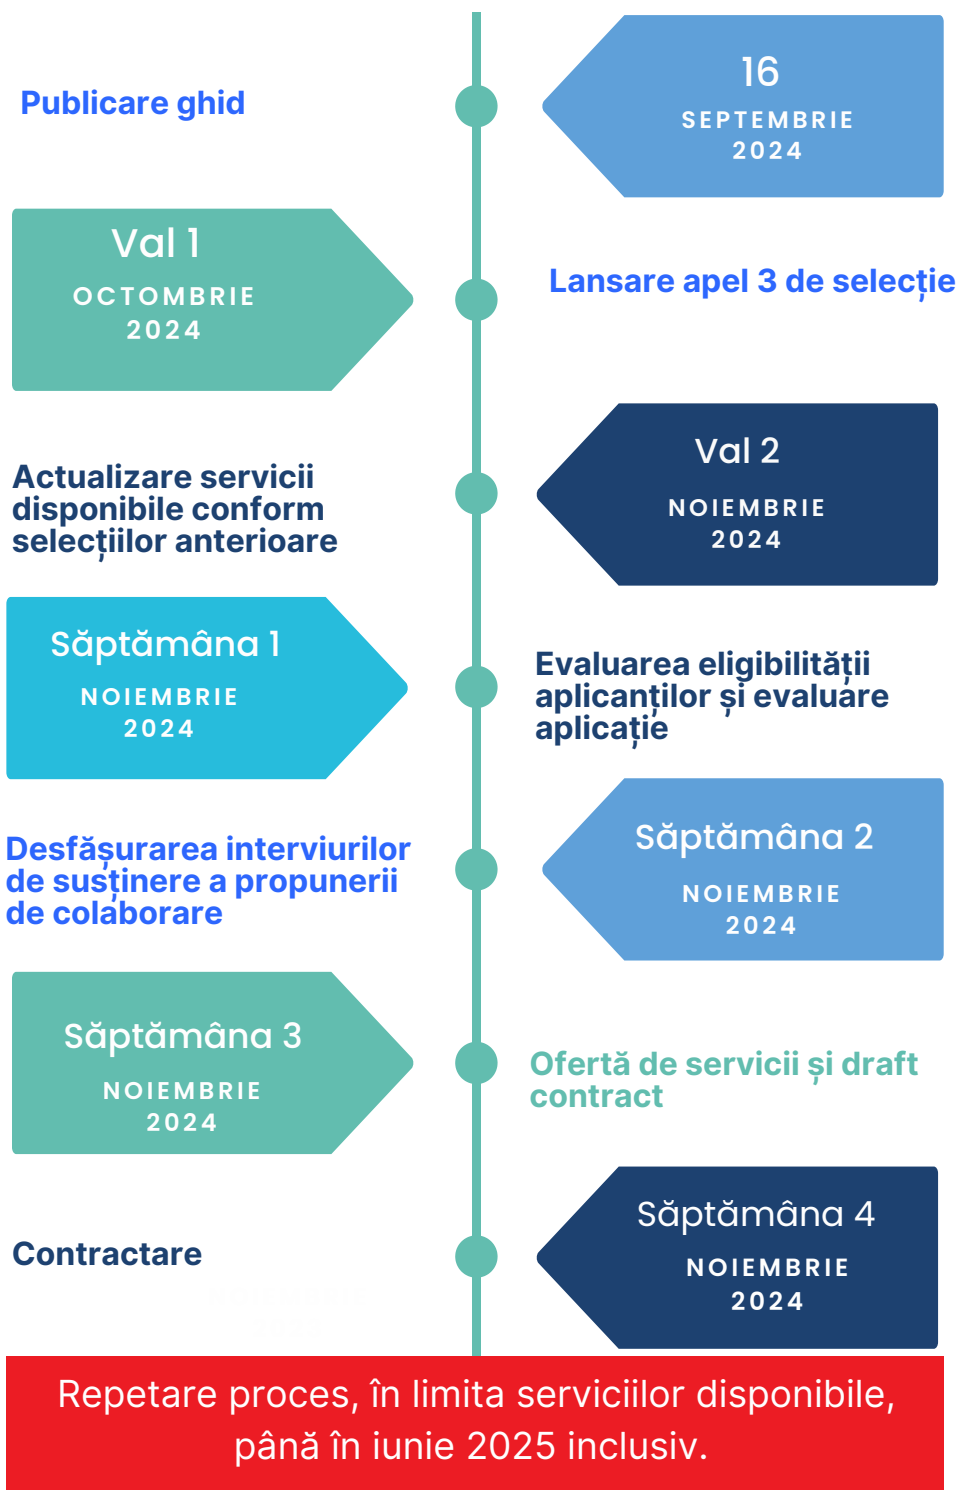 Publicare ghid
16
SEPTEMBRIE
2024
Val 1
OCTOMBRIE
2024
Lansare apel 3 de selecție
Actualizare servicii
disponibile conform
selecțiilor anterioare
Val 2
NOIEMBRIE
2024
Săptămâna 1
NOIEMBRIE
2024
Evaluarea eligibilității
aplicanților și evaluare
aplicație
Desfășurarea interviurilor
de susținere a propunerii
de colaborare
Săptămâna 2
NOIEMBRIE
2024
Săptămâna 3
NOIEMBRIE
2024
Ofertă de servicii și draft
contract
Contractare
Săptămâna 4
NOIEMBRIE
2024
Repetare proces, în limita serviciilor disponibile,
până în iunie 2025 inclusiv.